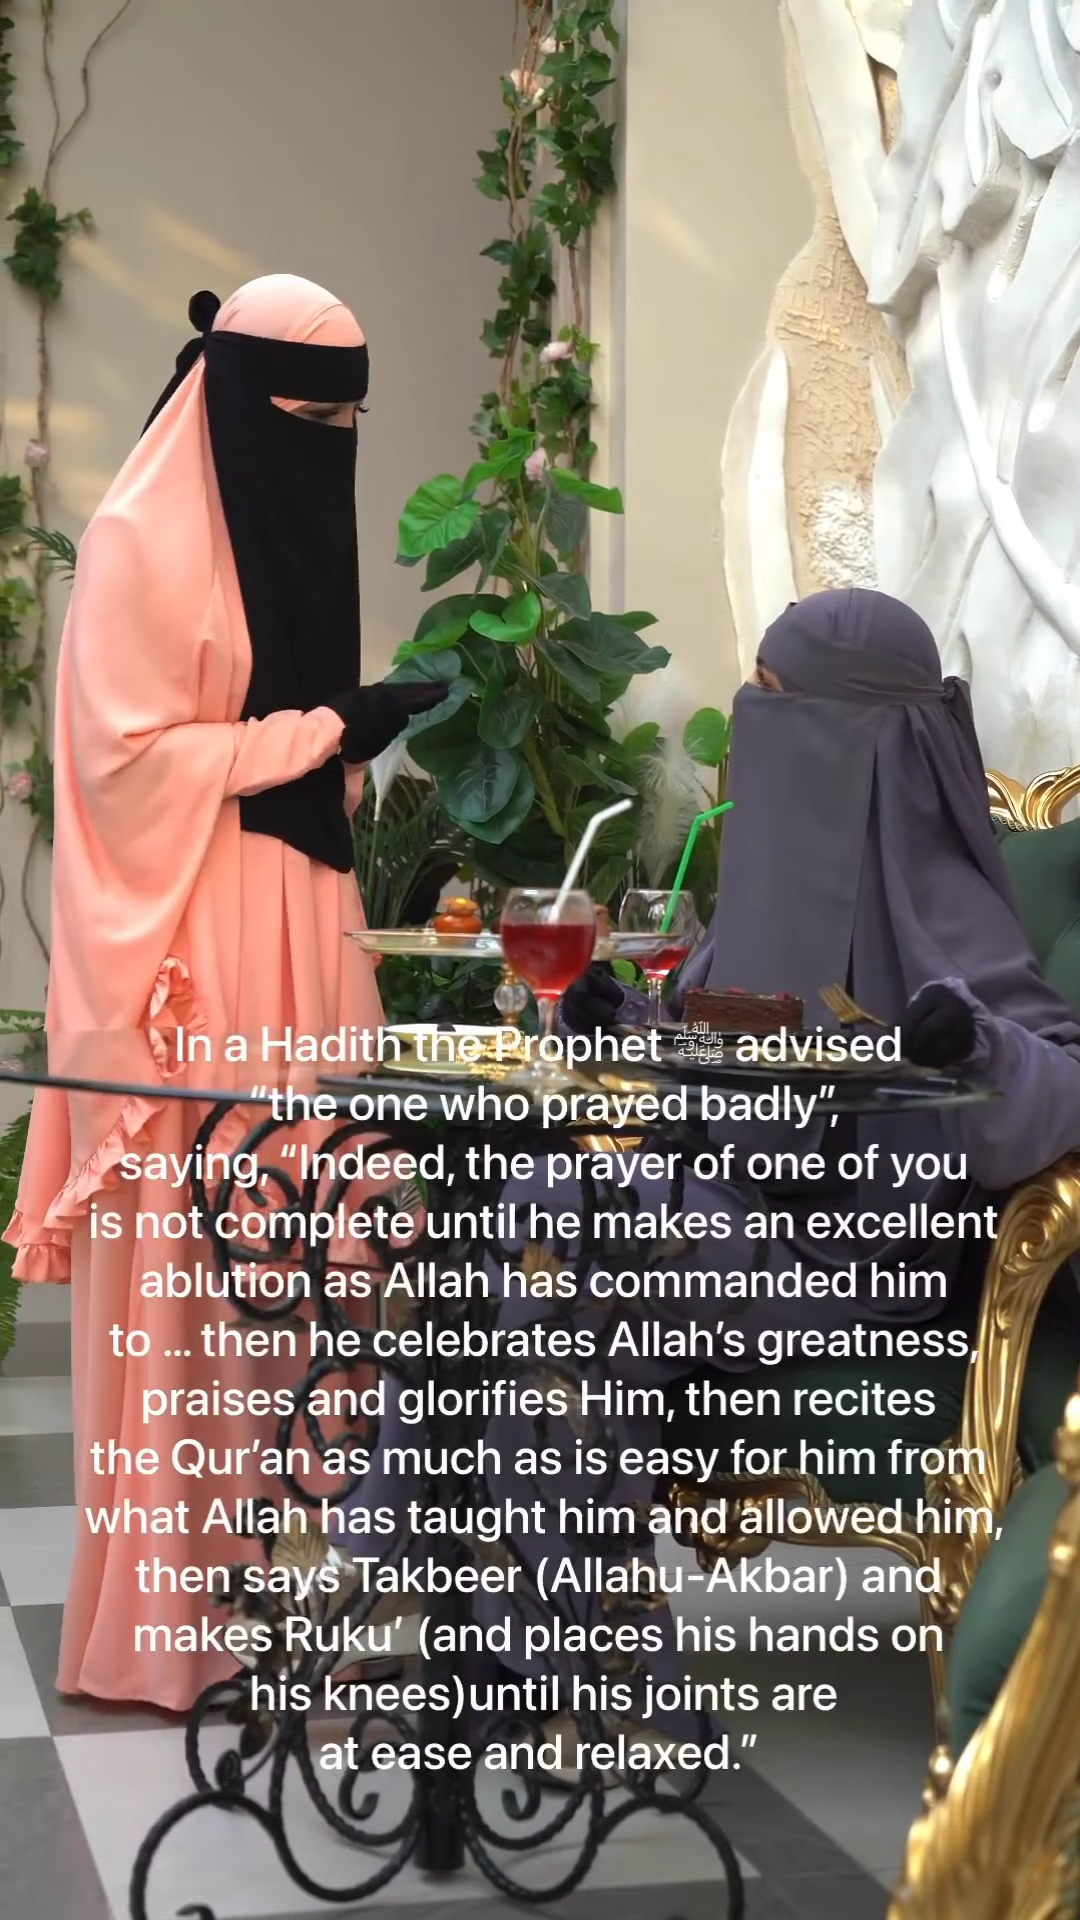 In a Hadith the Prophet ﷺ advised
“the one who prayed badly”,
saying, “Indeed, the prayer of one of you
is not complete until he makes an excellent
ablution as Allah has commanded him
to ... then he celebrates Allah’s greatness,
praises and glorifies Him, then recites
the Qur’an as much as is easy for him from
what Allah has taught him and allowed him,
then says Takbeer (Allahu-Akbar) and
makes Ruku’ (and places his hands on
his knees)until his joints are
at ease and relaxed.”